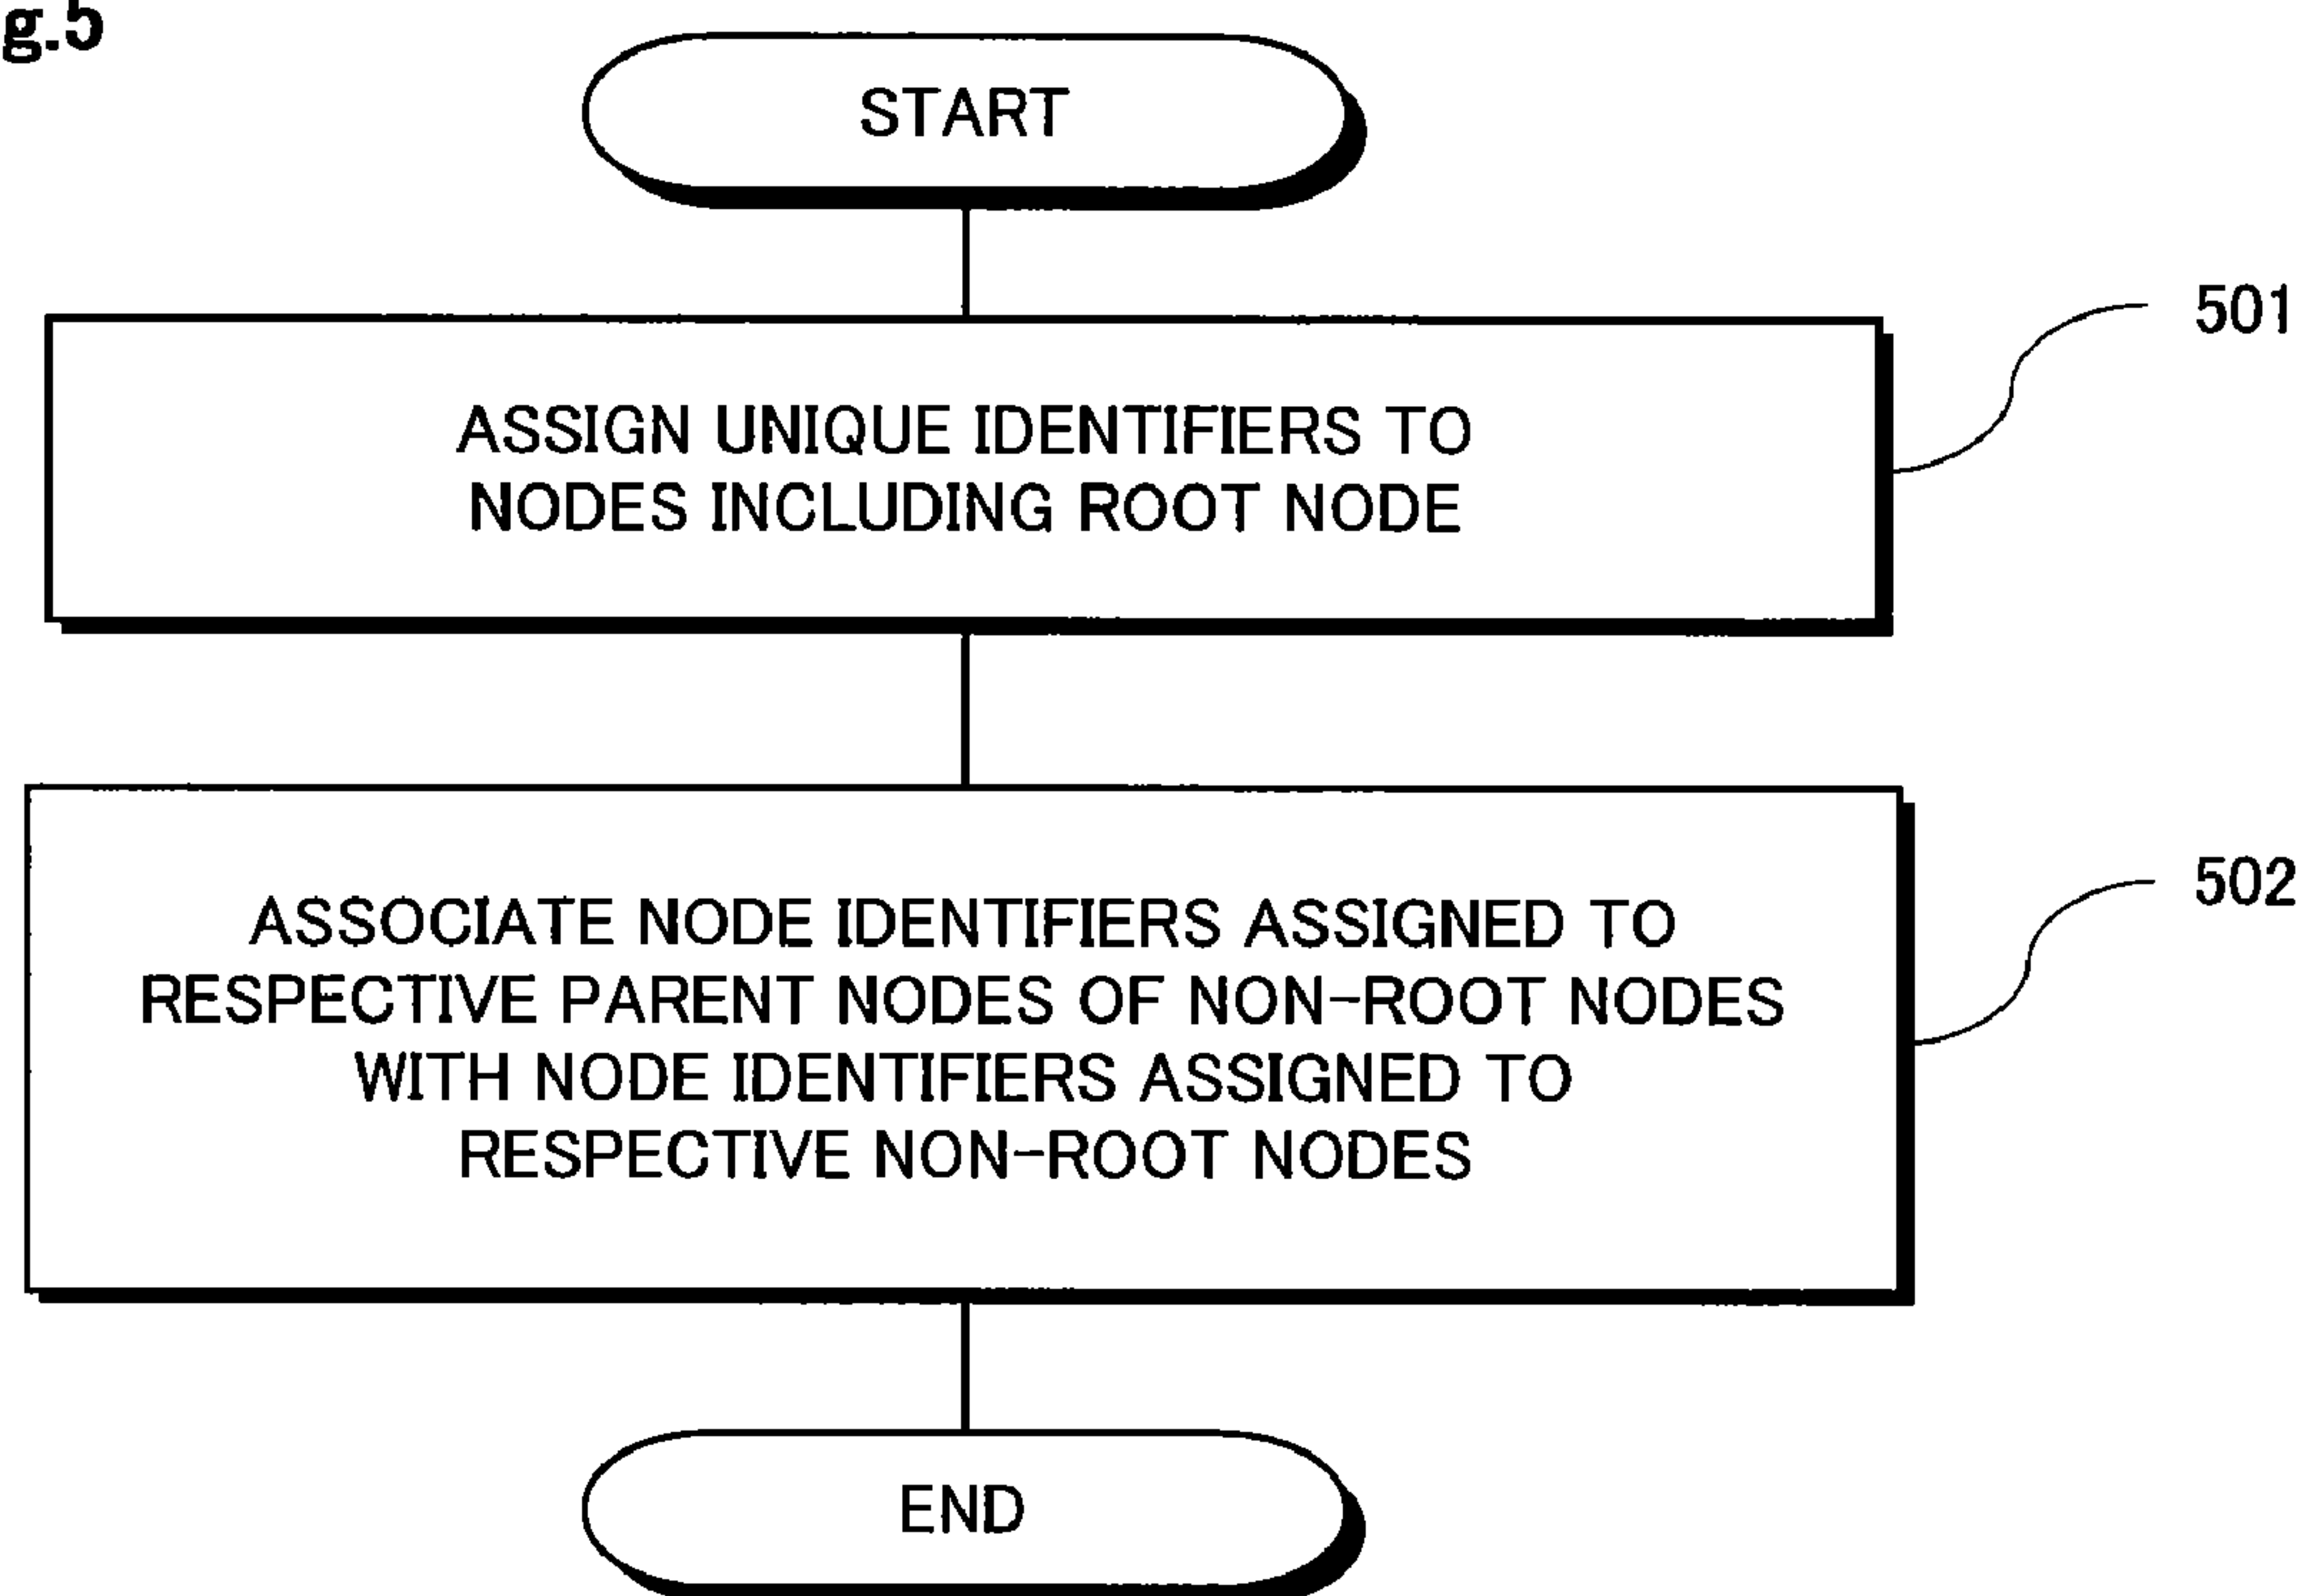 g.5
START
501
ASSIGN UNIQUE IDENTIFIERS TO
NODES INCLUDING ROOT NODE
502
ASSOCIATE NODE IDENTIFIERS ASSIGNED TO
RESPECTIVE PARENT NODES OF NON-ROOT NODES
WITH NODE IDENTIFIERS ASSIGNED TO
RESPECTIVE NON-ROOT NODES
END